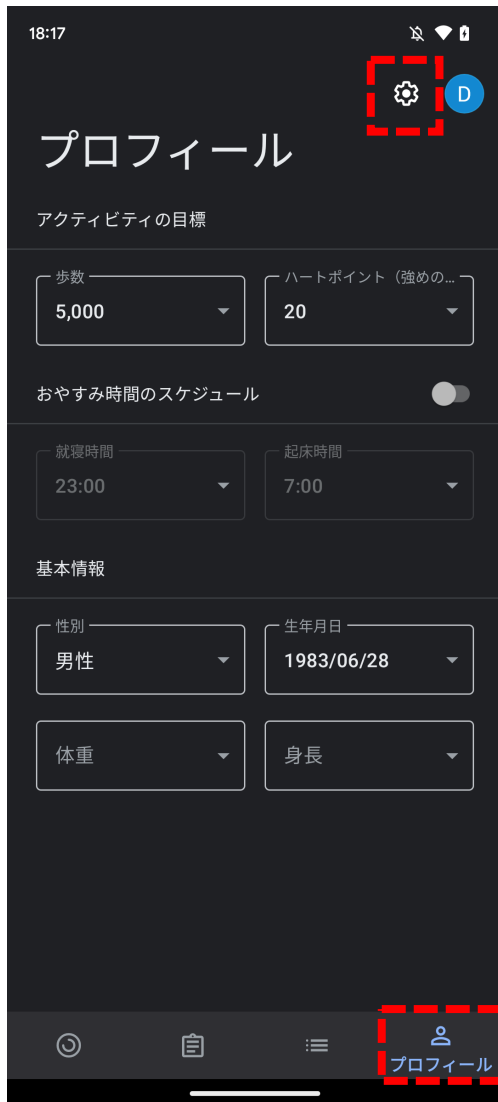 18:17
D
プロフィール
アクティビティの目標
歩数
ハートポイント（強めの...
5,000
20
おやすみ時間のスケジュール
就寝時間
起床時間
23:00
7:00
基本情報
性別
生年月日
男性
1983/06/28
体重
身長
プロフィール